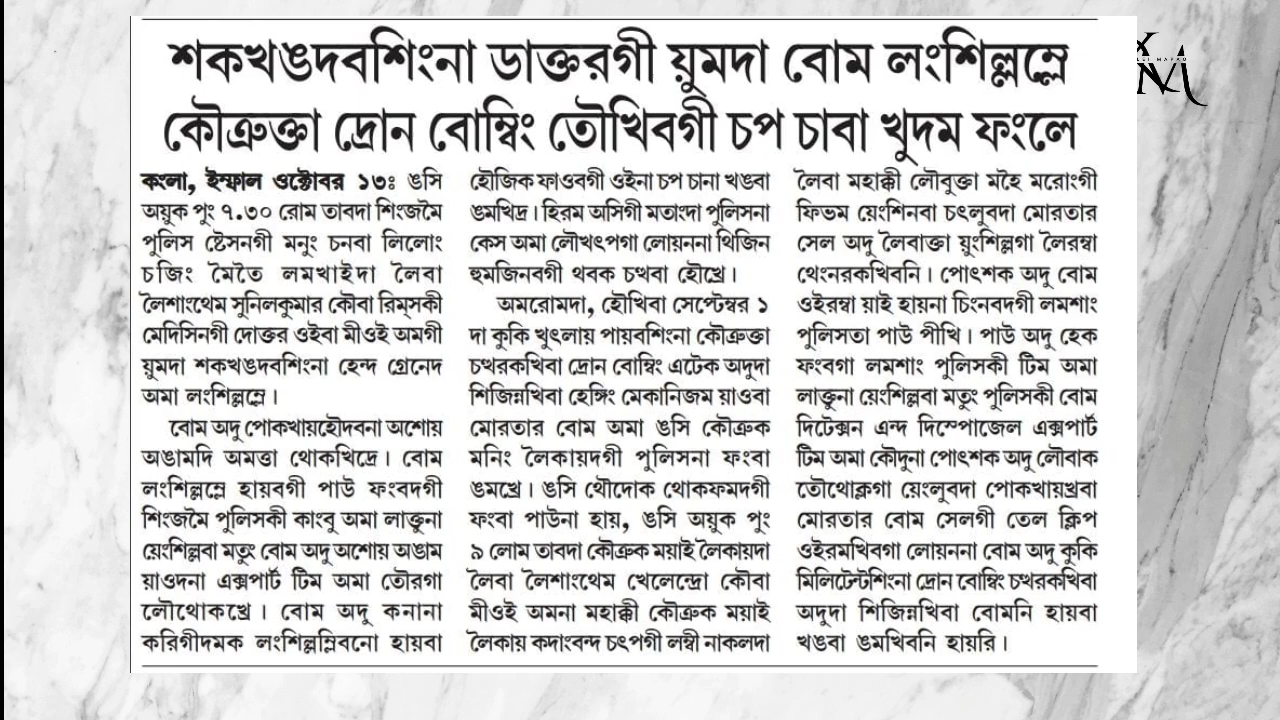 শকখঙদবশিংনা ডাক্তরগী য়ুমদা বোম লংশিল্লম্লে
কৌত্রুক্তা দ্রোন বোম্বিং তৌখিবগী চপ চাবা খুদম ফংলে
কংলা, ইম্ফাল ওক্টোবর ১৩ঃ ঙসি
অয়ুক পুং ৭.৩০ রোম তাবদা শিংজমৈ
পুলিস ষ্টেসনগী মনুং চনবা লিলোং
চজিং মৈতৈ লমখাইদা লৈবা
লৈশাংথেম সুনিলকুমার কৌবা রিম্সকী
মেদিসিনগী দোক্তর ওইবা মীওই অমগী
য়ুমদা শকখঙদবশিংনা হেন্দ গ্রেনেদ
অমা লংশিল্লম্লে।
বোম অদু পোকখায়হৌদবনা অশোয়
অঙামদি অমত্তা থোকখিদ্রে। বোম
লংশিল্লম্লে হায়বগী পাউ ফংবদগী
শিংজমৈ পুলিসকী কাংবু অমা লাক্তুনা
য়েংশিল্লবা মতুং বোম অদু অশোয় অঙাম
য়াওদনা এক্সপার্ট টিম অমা তৌরগা
লৌথোকখ্রে। বোম অদু কনানা
করিগীদমক লংশিল্লম্লিবনো হায়বা
হৌজিক ফাওবগী ওইনা চপ চানা খঙবা
ঙমখিদ্র। হিরম অসিগী মতাংদা পুলিসনা
কেস অমা লৌখৎপগা লোয়ননা থিজিন
হুমজিনবগী থবক চত্থবা হৌখ্রে।
অমরোমদা, হৌখিবা সেপ্টেম্বর ১
দা কুকি খুৎলায় পায়বশিংনা কৌত্রুক্তা
চত্থরকখিবা দ্রোন বোম্বিং এটেক অদুদা
শিজিন্নখিবা হেঙ্গিং মেকানিজম য়াওবা
মোরতার বোম অমা ঙসি কৌত্রুক
মনিং লৈকায়দগী পুলিসনা ফংবা
ঙমখ্রে। ঙসি থৌদোক থোকফমদগী
ফংবা পাউনা হায়, ঙসি অয়ুক পুং
৯ লোম তাবদা কৌত্রুক ময়াই লৈকায়দা
লৈবা লৈশাংথেম খেলেন্দ্রো কৌবা
মীওই অমনা মহাক্কী কৌত্রুক ময়াই
লৈকায় কদাংবন্দ চৎপগী লম্বী নাকলদা
লৈবা মহাক্কী লৌবুক্তা মহৈ মরোংগী
ফিভম য়েংশিনবা চৎলুবদা মোরতার
সেল অদু লৈবাক্তা য়ুংশিল্লগা লৈরম্বা
থেংনরকখিবনি। পোৎশক অদু বোম
ওইরম্বা য়াই হায়না চিংনবদগী লমশাং
পুলিসতা পাউ পীখি। পাউ অদু হেক
ফংবগা লমশাং পুলিসকী টিম অমা
লাক্তুনা য়েংশিল্লবা মতুং পুলিসকী বোম
দিটেক্সন এন্দ দিস্পোজেল এক্সপার্ট
টিম অমা কৌদুনা পোৎশক অদু লৌবাক
তৌথোক্লগা য়েংলুবদা পোকখায়খ্রবা
মোরতার বোম সেলগী তেল ক্লিপ
ওইরমখিবগা লোয়ননা বোম অদু কুকি
মিলিটেন্টশিংনা দ্রোন বোম্বিং চত্থরকখিবা
অদুদা শিজিন্নখিবা বোমনি হায়বা
খঙবা ঙমখিবনি হায়রি।